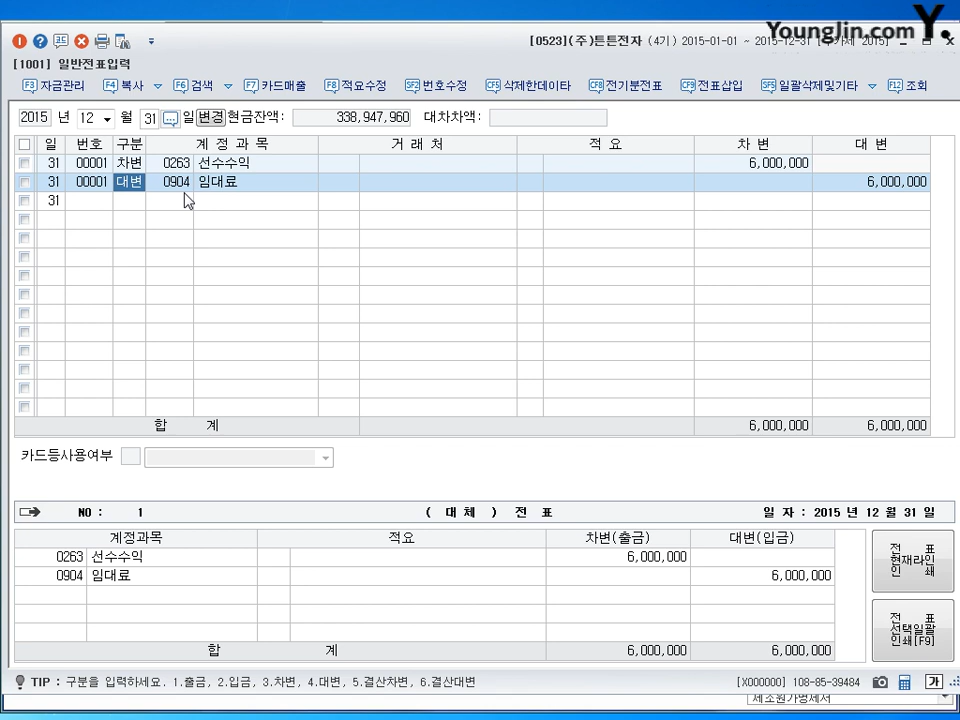 YoungJin.com Y.
[0523](주)튼튼전자 (4기) 2015-01-01 ~ 2015-12-31
[1001] 일반전표입력
F3 자금관리 F4 복사 F6 검색 F7 카드매출 F8 적요수정 SF2 번호수정 CF5 삭제한데이타 CF8 전기분전표 CF9 전표삽입 SF5 일괄삭제및기타 F12 조회
2015 년 12 월 31 일 변경 현금잔액: 338,947,960 대차차액:
일 번호 구분 계 정 과 목 거 래 처 적 요 차 변 대 변
31 00001 차변 0263 선수수익 6,000,000
31 00001 대변 0904 임대료 6,000,000
31
합 계 6,000,000 6,000,000
카드등사용여부
NO : 1 ( 대 체 ) 전 표 일 자 : 2015 년 12 월 31 일
계정과목 적요 차변(출금) 대변(입금)
0263 선수수익 6,000,000
0904 임대료 6,000,000
합 계 6,000,000 6,000,000
전 표
현재라인
인 쇄
전 표
선택일괄
인쇄[F9]
TIP : 구분을 입력하세요. 1.출금, 2.입금, 3.차변, 4.대변, 5.결산차변, 6.결산대변 [X000000] 108-85-39484 가
제조원가명세서